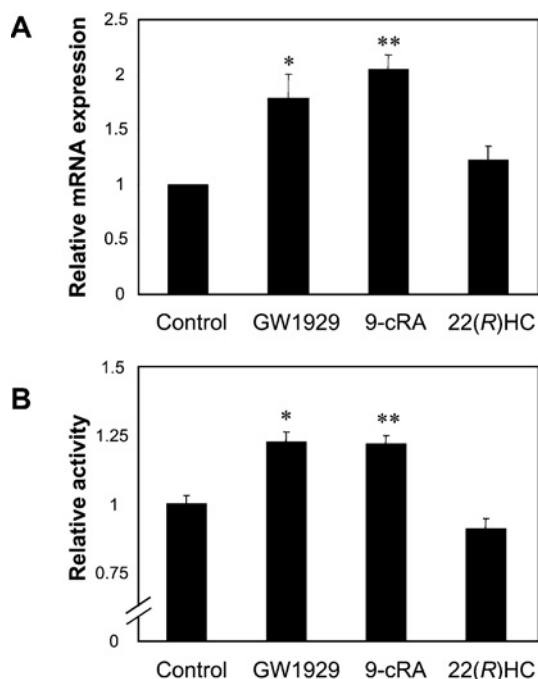 A
Relative mRNA expression
2.5
2
1.5
1
0.5
0
*
**
Control GW1929 9-cRA 22(R)HC
B
Relative activity
1.5
1.25
1
0.75
0
*
**
Control GW1929 9-cRA 22(R)HC